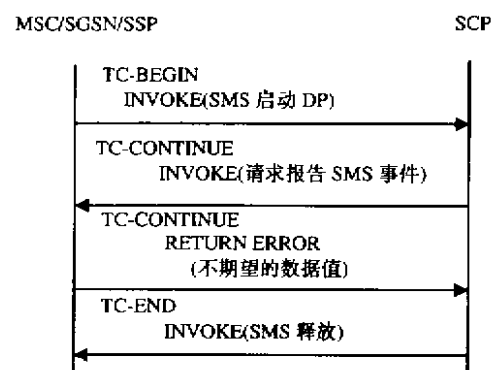 MSC/SGSN/SSP SCP
TC-BEGIN
INVOKE(SMS 启动 DP)
TC-CONTINUE
INVOKE(请求报告 SMS 事件)
TC-CONTINUE
RETURN ERROR
(不期望的数据值)
TC-END
INVOKE(SMS 释放)